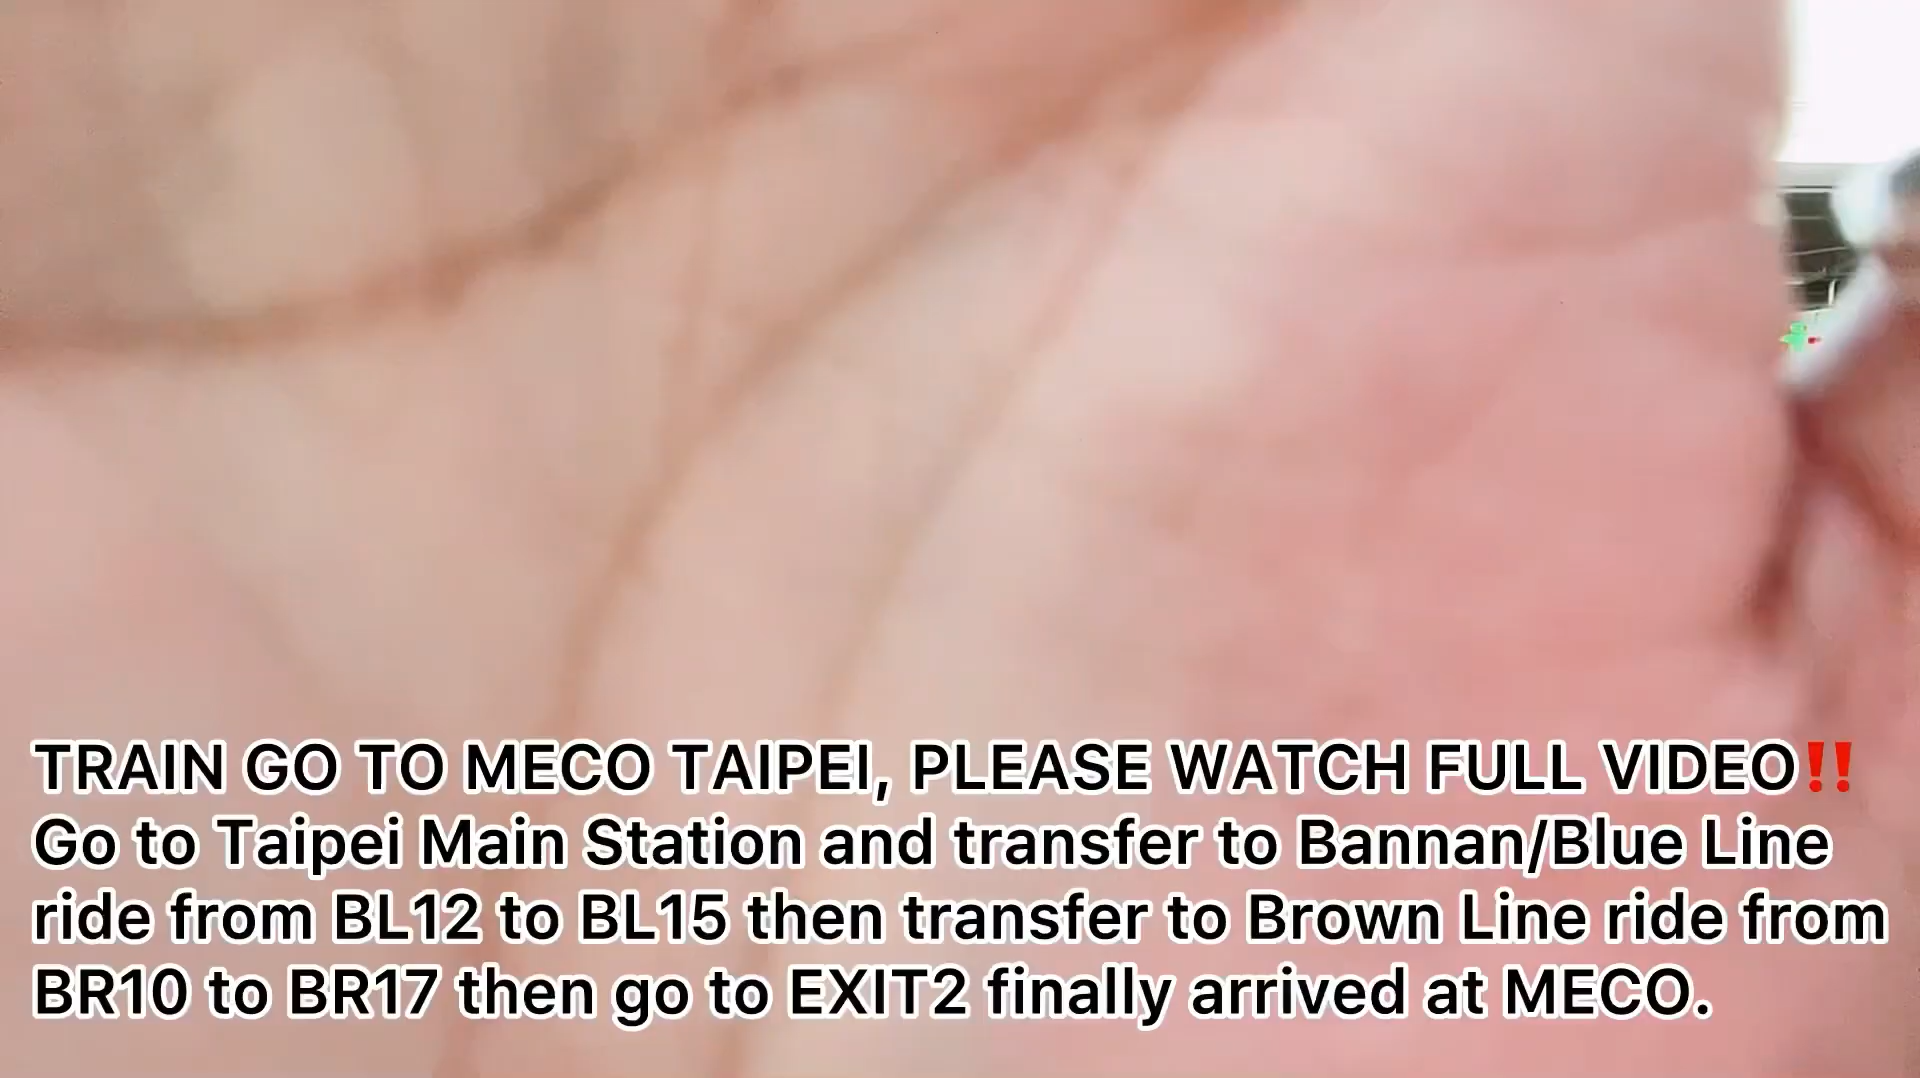 TRAIN GO TO MECO TAIPEI, PLEASE WATCH FULL VIDEO‼️
Go to Taipei Main Station and transfer to Bannan/Blue Line
ride from BL12 to BL15 then transfer to Brown Line ride from
BR10 to BR17 then go to EXIT2 finally arrived at MECO.